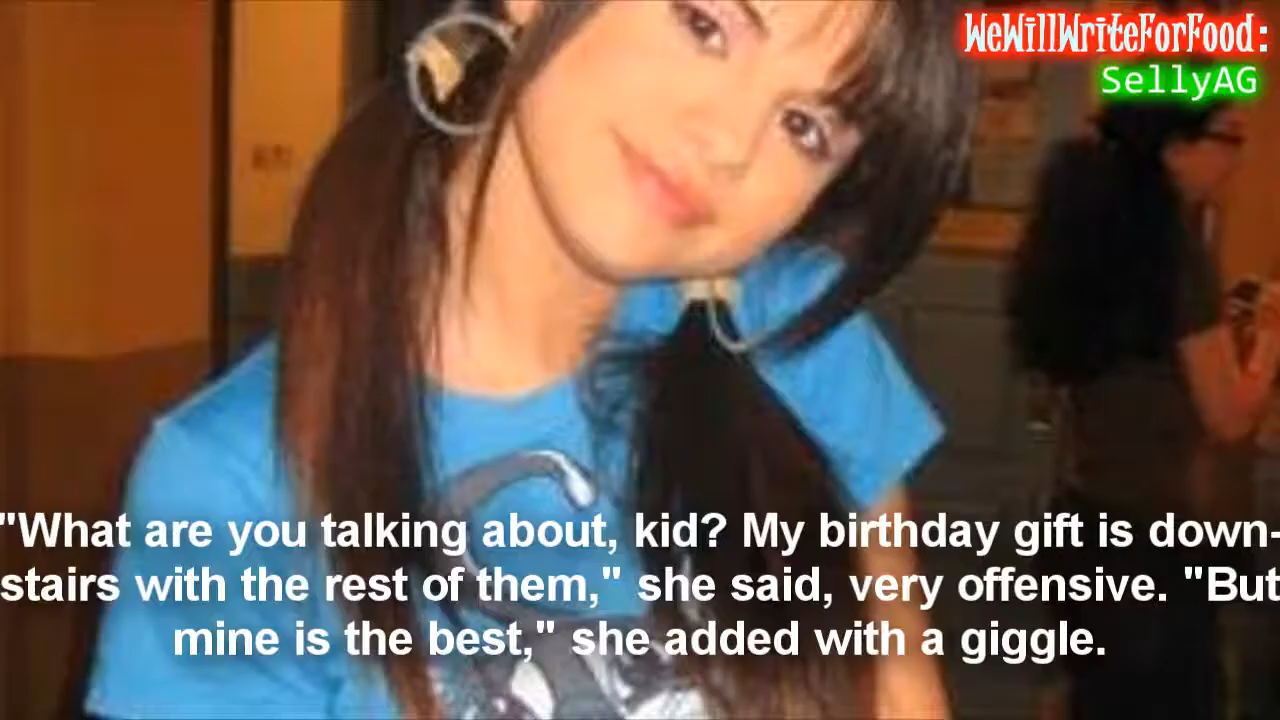 WeWillWriteForFood:
SellyAG
"What are you talking about, kid? My birthday gift is down-
stairs with the rest of them," she said, very offensive. "But
mine is the best," she added with a giggle.